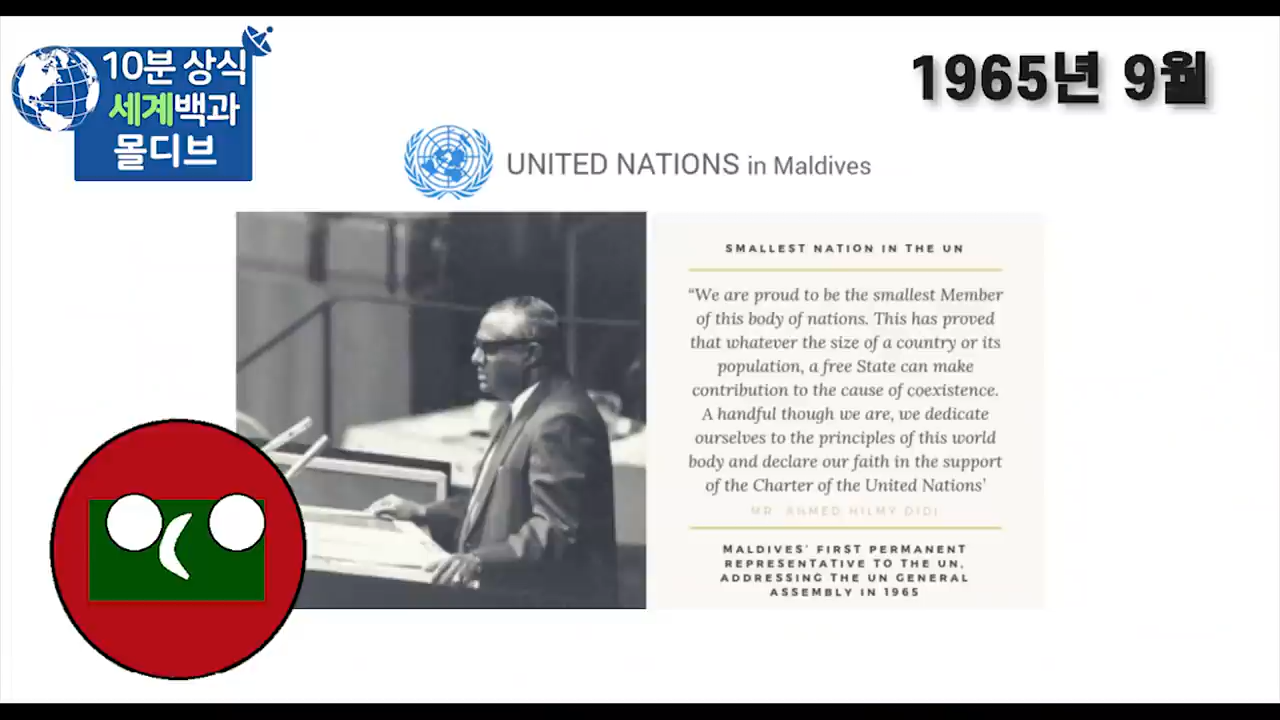 10분 상식
세계백과
몰디브
1965년 9월
UNITED NATIONS in Maldives
SMALLEST NATION IN THE UN
“We are proud to be the smallest Member
of this body of nations. This has proved
that whatever the size of a country or its
population, a free State can make
contribution to the cause of coexistence.
A handful though we are, we dedicate
ourselves to the principles of this world
body and declare our faith in the support
of the Charter of the United Nations’
MR. AHMED HILMY DIDI
MALDIVES’ FIRST PERMANENT
REPRESENTATIVE TO THE UN,
ADDRESSING THE UN GENERAL
ASSEMBLY IN 1965